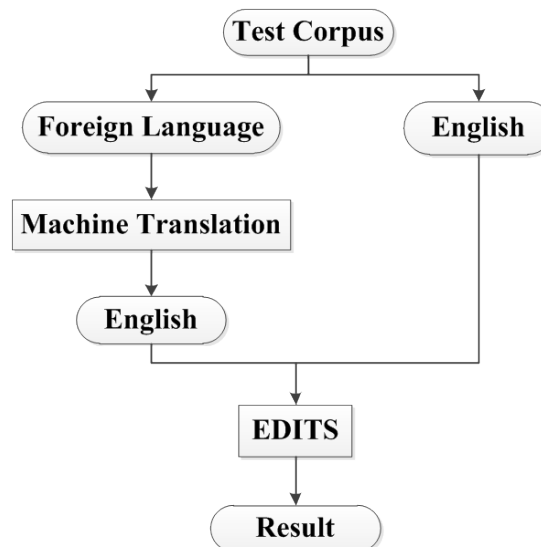 Test Corpus
Foreign Language
English
Machine Translation
English
EDITS
Result